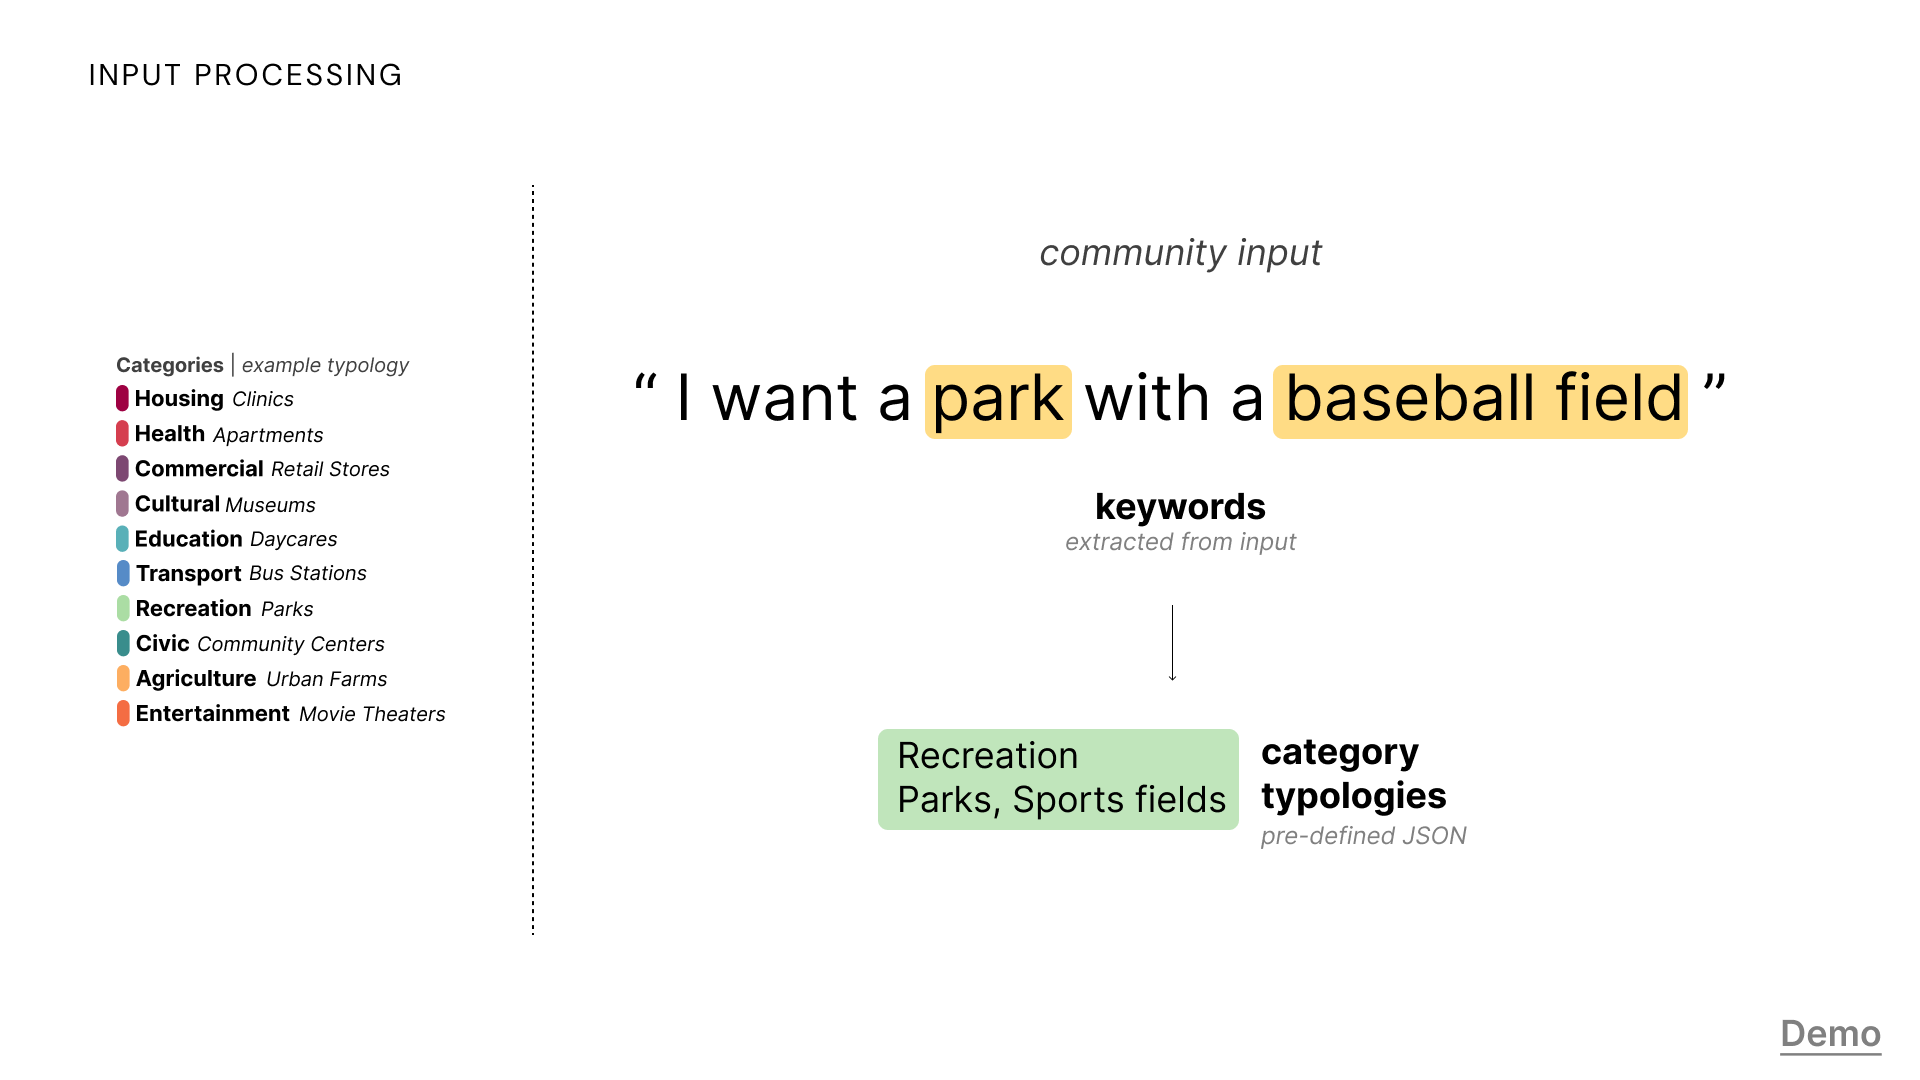 INPUT PROCESSING
Categories | example typology
Housing Clinics
Health Apartments
Commercial Retail Stores
Cultural Museums
Education Daycares
Transport Bus Stations
Recreation Parks
Civic Community Centers
Agriculture Urban Farms
Entertainment Movie Theaters
community input
“ I want a park with a baseball field ”
keywords
extracted from input
Recreation category
Parks, Sports fields typologies
pre-defined JSON
Demo